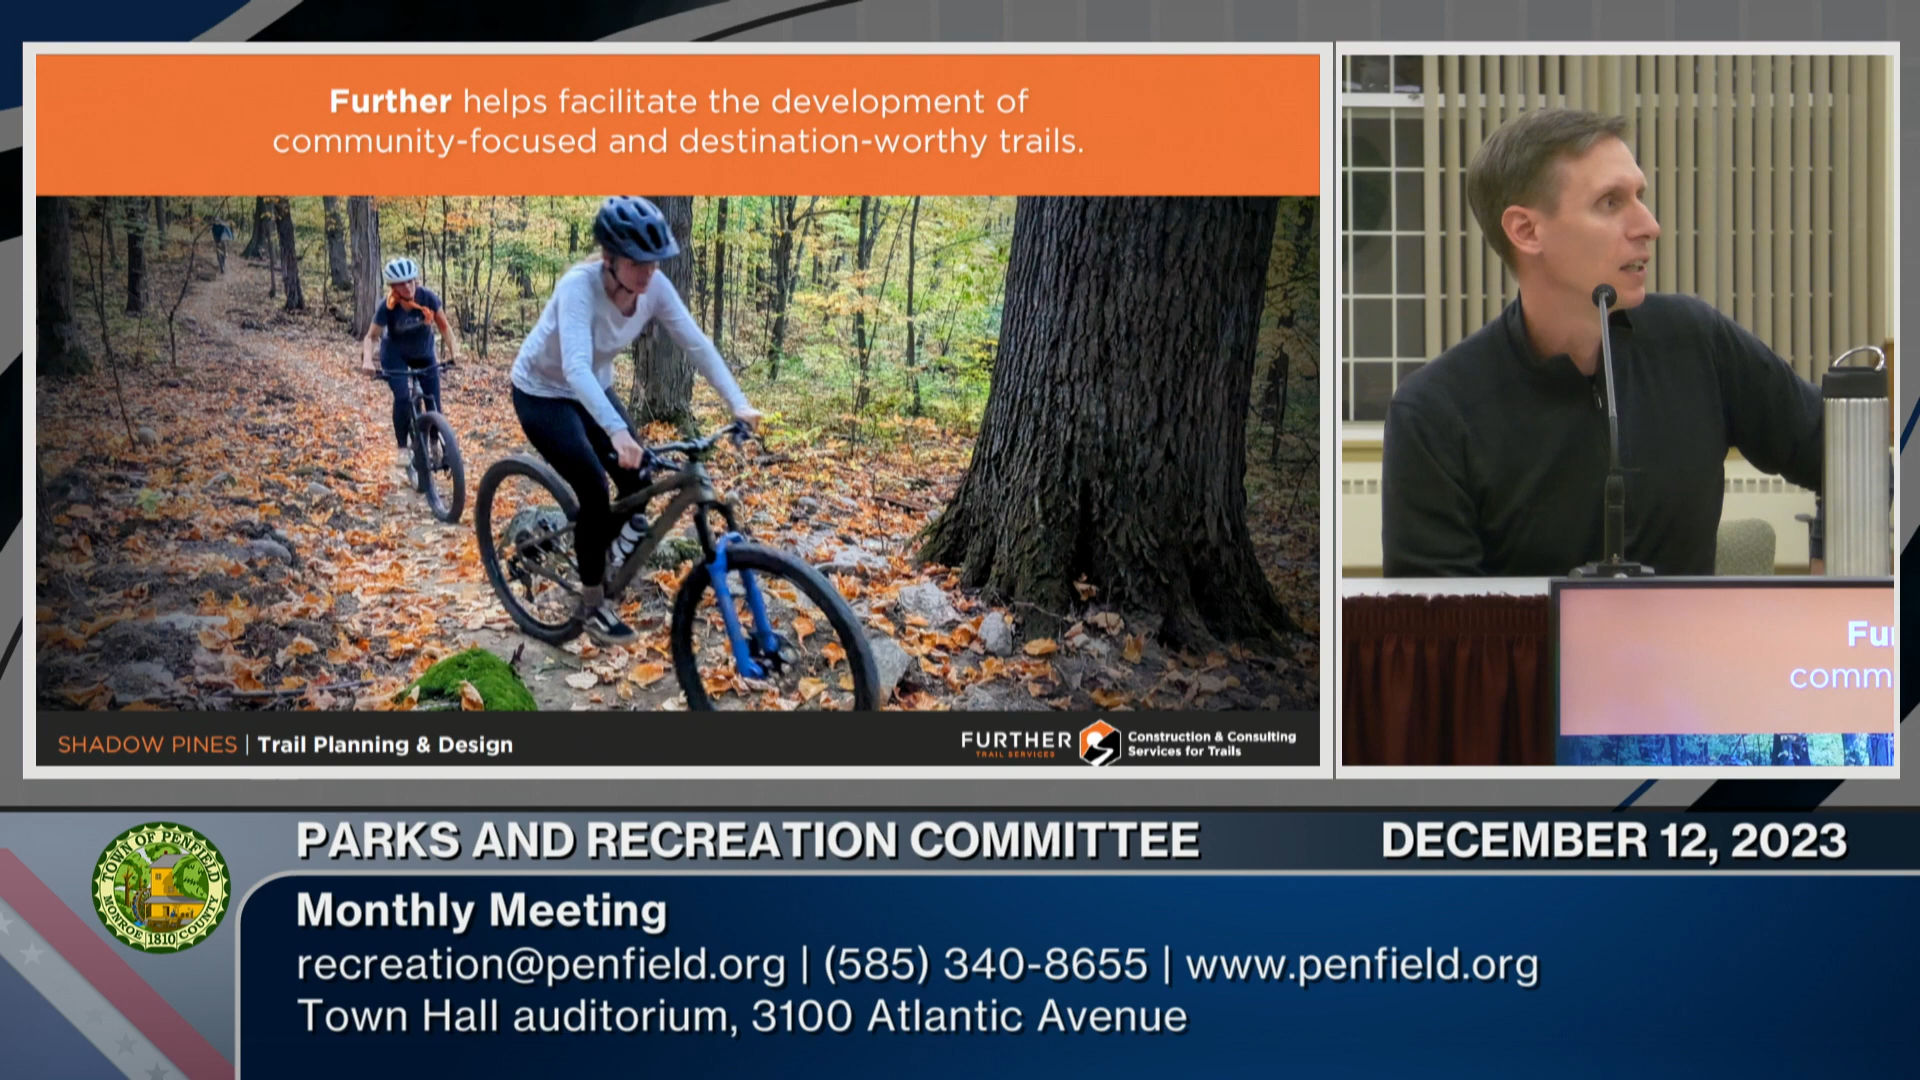 Further helps facilitate the development of
community-focused and destination-worthy trails.
SHADOW PINES | Trail Planning & Design
FURTHER
TRAIL SERVICES
Construction & Consulting
Services for Trails
Fu
comm
TOWN OF PENFIELD
MONROE COUNTY
1810
PARKS AND RECREATION COMMITTEE
DECEMBER 12, 2023
Monthly Meeting
recreation@penfield.org | (585) 340-8655 | www.penfield.org
Town Hall auditorium, 3100 Atlantic Avenue